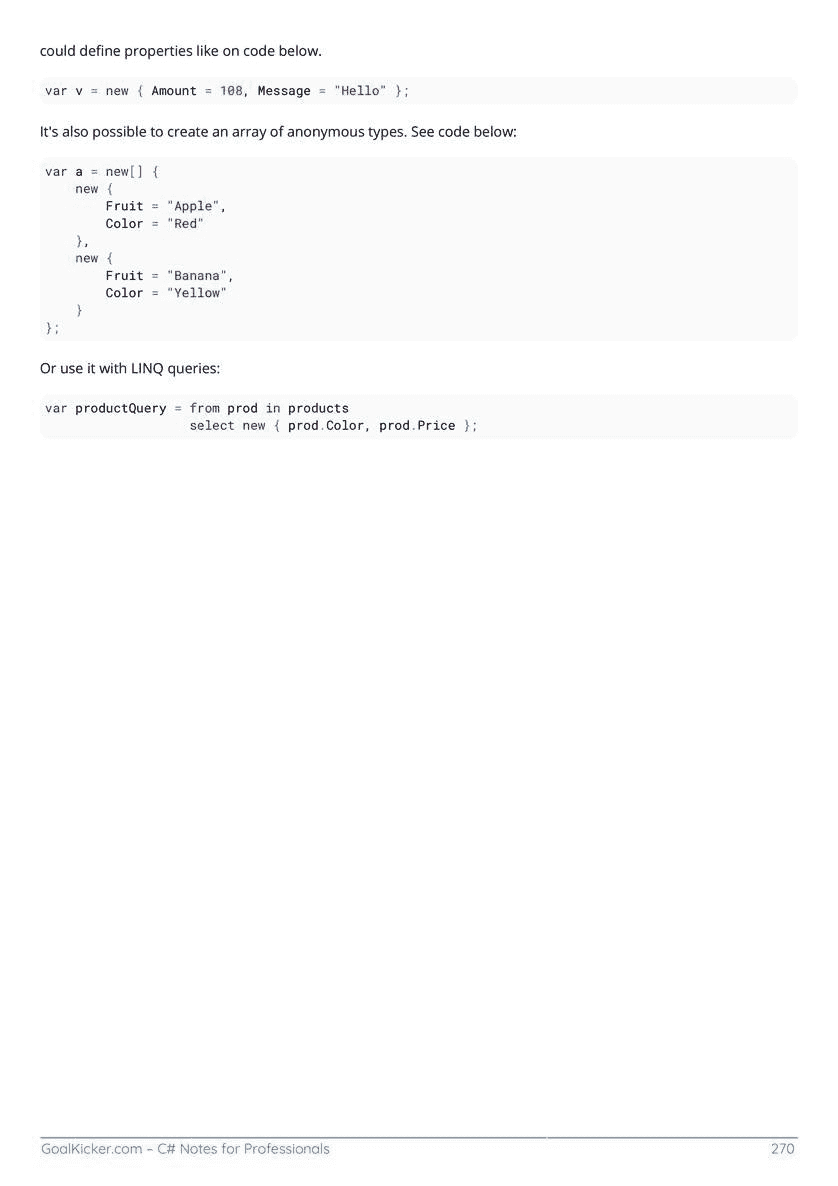 could define properties like on code below.
var v = new { Amount = 108, Message = "Hello" };
It's also possible to create an array of anonymous types. See code below:
var a = new[] {
    new {
        Fruit = "Apple",
        Color = "Red"
    },
    new {
        Fruit = "Banana",
        Color = "Yellow"
    }
};
Or use it with LINQ queries:
var productQuery = from prod in products
                   select new { prod.Color, prod.Price };
GoalKicker.com – C# Notes for Professionals 270